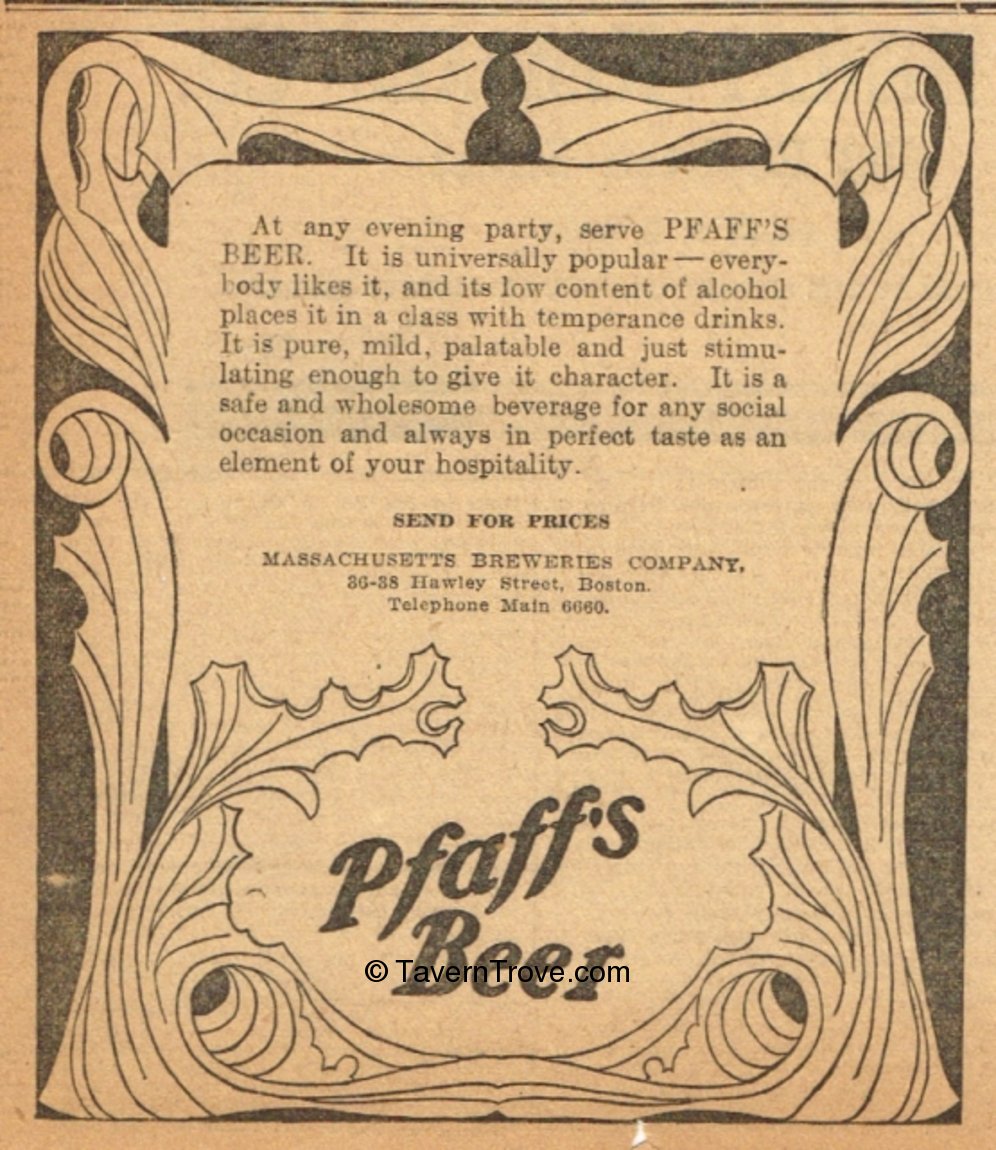 At any evening party, serve PFAFF'S
BEER. It is universally popular — every-
body likes it, and its low content of alcohol
places it in a class with temperance drinks.
It is pure, mild, palatable and just stimu-
lating enough to give it character. It is a
safe and wholesome beverage for any social
occasion and always in perfect taste as an
element of your hospitality.
SEND FOR PRICES
MASSACHUSETTS BREWERIES COMPANY,
36-38 Hawley Street, Boston.
Telephone Main 6660.
Pfaff's
Beer
© TavernTrove.com